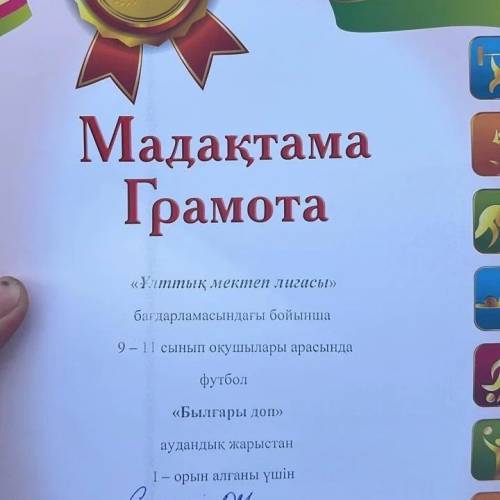 Мадақтама
Грамота
«Ұлттық мектеп лигасы»
бағдарламасындағы бойынша
9 – 11 сынып оқушылары арасында
футбол
«Былғары доп»
аудандық жарыстан
I – орын алғаны үшін